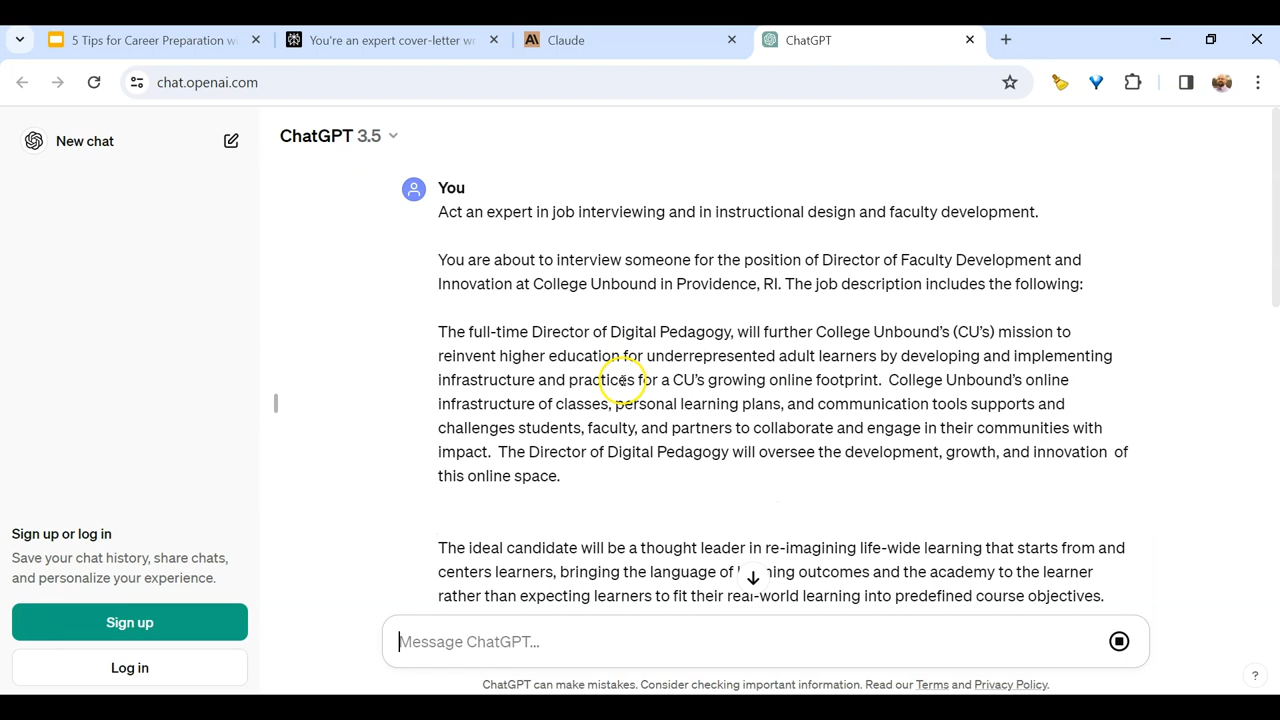 5 Tips for Career Preparation wi
You're an expert cover-letter wr
Claude
ChatGPT
chat.openai.com
New chat
ChatGPT 3.5
You
Act an expert in job interviewing and in instructional design and faculty development.
You are about to interview someone for the position of Director of Faculty Development and
Innovation at College Unbound in Providence, RI. The job description includes the following:
The full-time Director of Digital Pedagogy, will further College Unbound's (CU's) mission to
reinvent higher education for underrepresented adult learners by developing and implementing
infrastructure and practices for a CU's growing online footprint.  College Unbound's online
infrastructure of classes, personal learning plans, and communication tools supports and
challenges students, faculty, and partners to collaborate and engage in their communities with
impact.  The Director of Digital Pedagogy will oversee the development, growth, and innovation of
this online space.
The ideal candidate will be a thought leader in re-imagining life-wide learning that starts from and
centers learners, bringing the language of learning outcomes and the academy to the learner
rather than expecting learners to fit their real-world learning into predefined course objectives.
Sign up or log in
Save your chat history, share chats,
and personalize your experience.
Sign up
Log in
Message ChatGPT...
ChatGPT can make mistakes. Consider checking important information. Read our Terms and Privacy Policy.
?